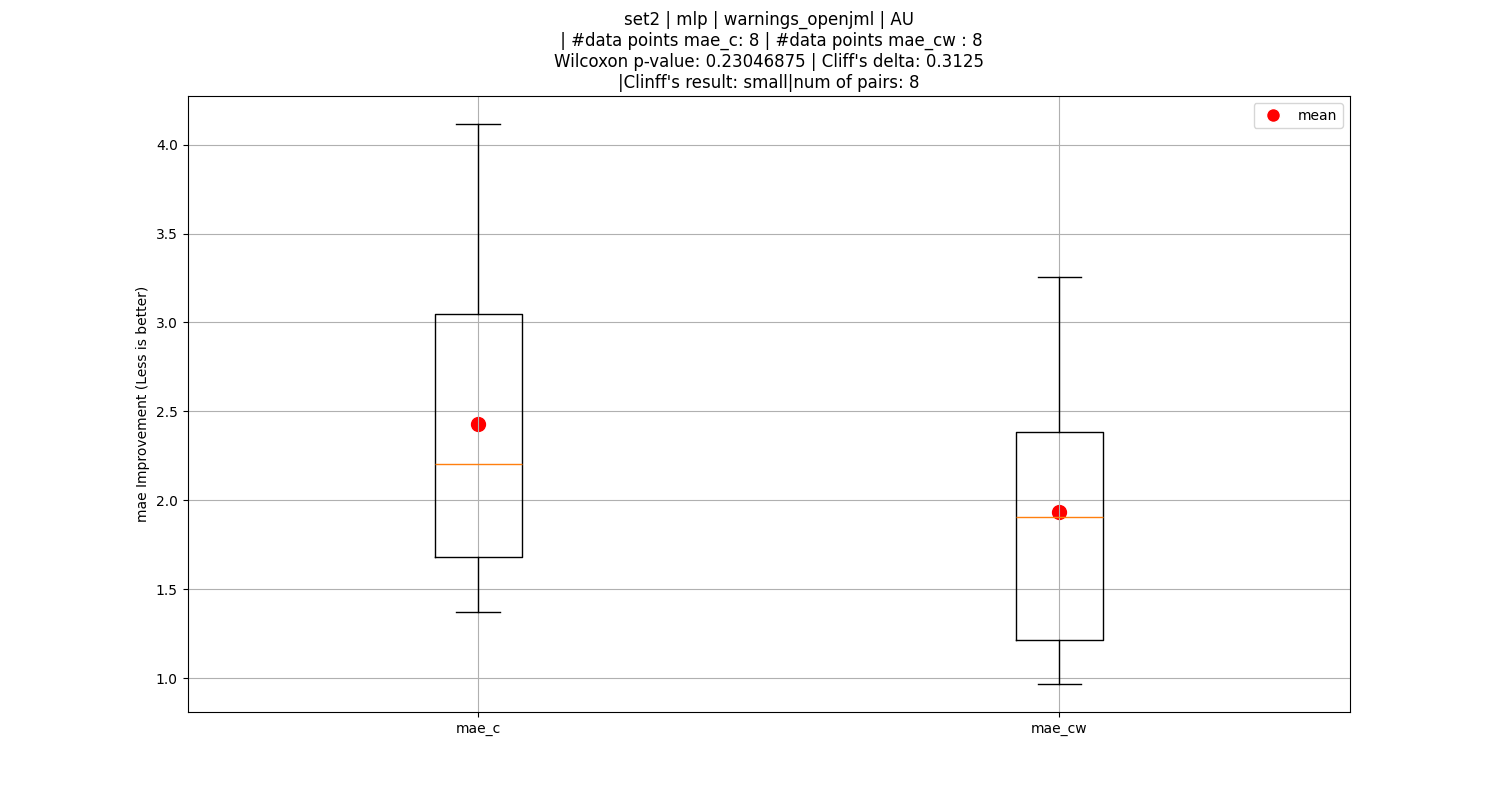 set2 | mlp | warnings_openjml | AU
| #data points mae_c: 8 | #data points mae_cw : 8
Wilcoxon p-value: 0.23046875 | Cliff's delta: 0.3125
|Clinff's result: small|num of pairs: 8
mean
mae Improvement (Less is better)
4.0
3.5
3.0
2.5
2.0
1.5
1.0
mae_c
mae_cw